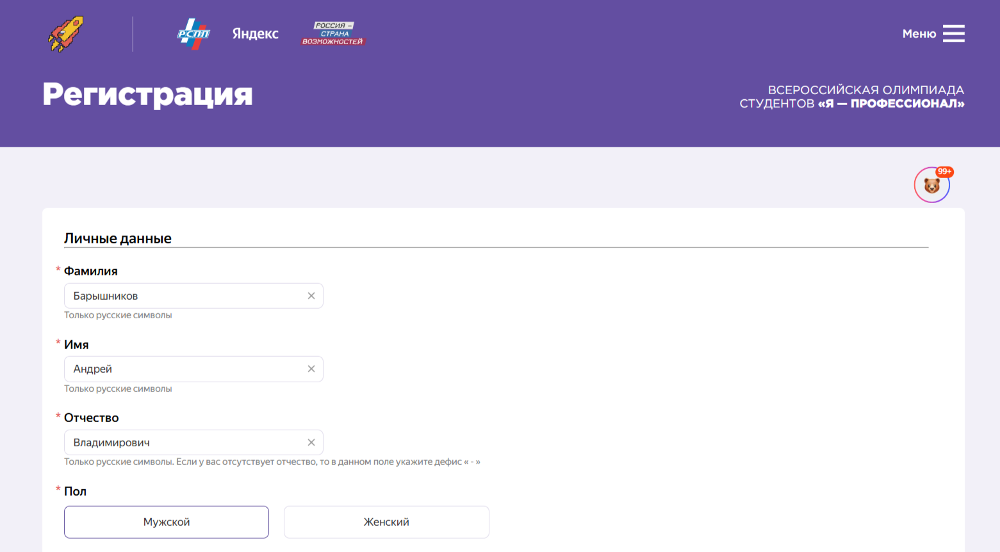 РСПП
Яндекс
РОССИЯ –
СТРАНА
ВОЗМОЖНОСТЕЙ
Меню
Регистрация
ВСЕРОССИЙСКАЯ ОЛИМПИАДА
СТУДЕНТОВ «Я — ПРОФЕССИОНАЛ»
99+
Личные данные
* Фамилия
Барышников
Только русские символы
* Имя
Андрей
Только русские символы
* Отчество
Владимирович
Только русские символы. Если у вас отсутствует отчество, то в данном поле укажите дефис « - »
* Пол
Мужской
Женский